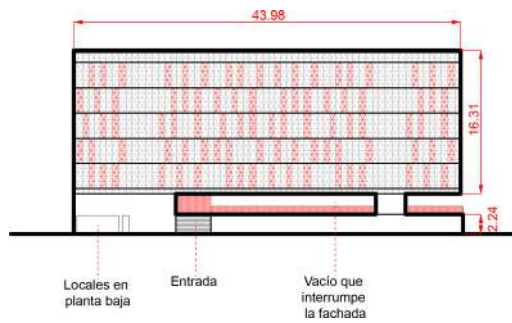 43.98
16.31
2.24
Locales en
planta baja
Entrada
Vacío que
interrumpe
la fachada